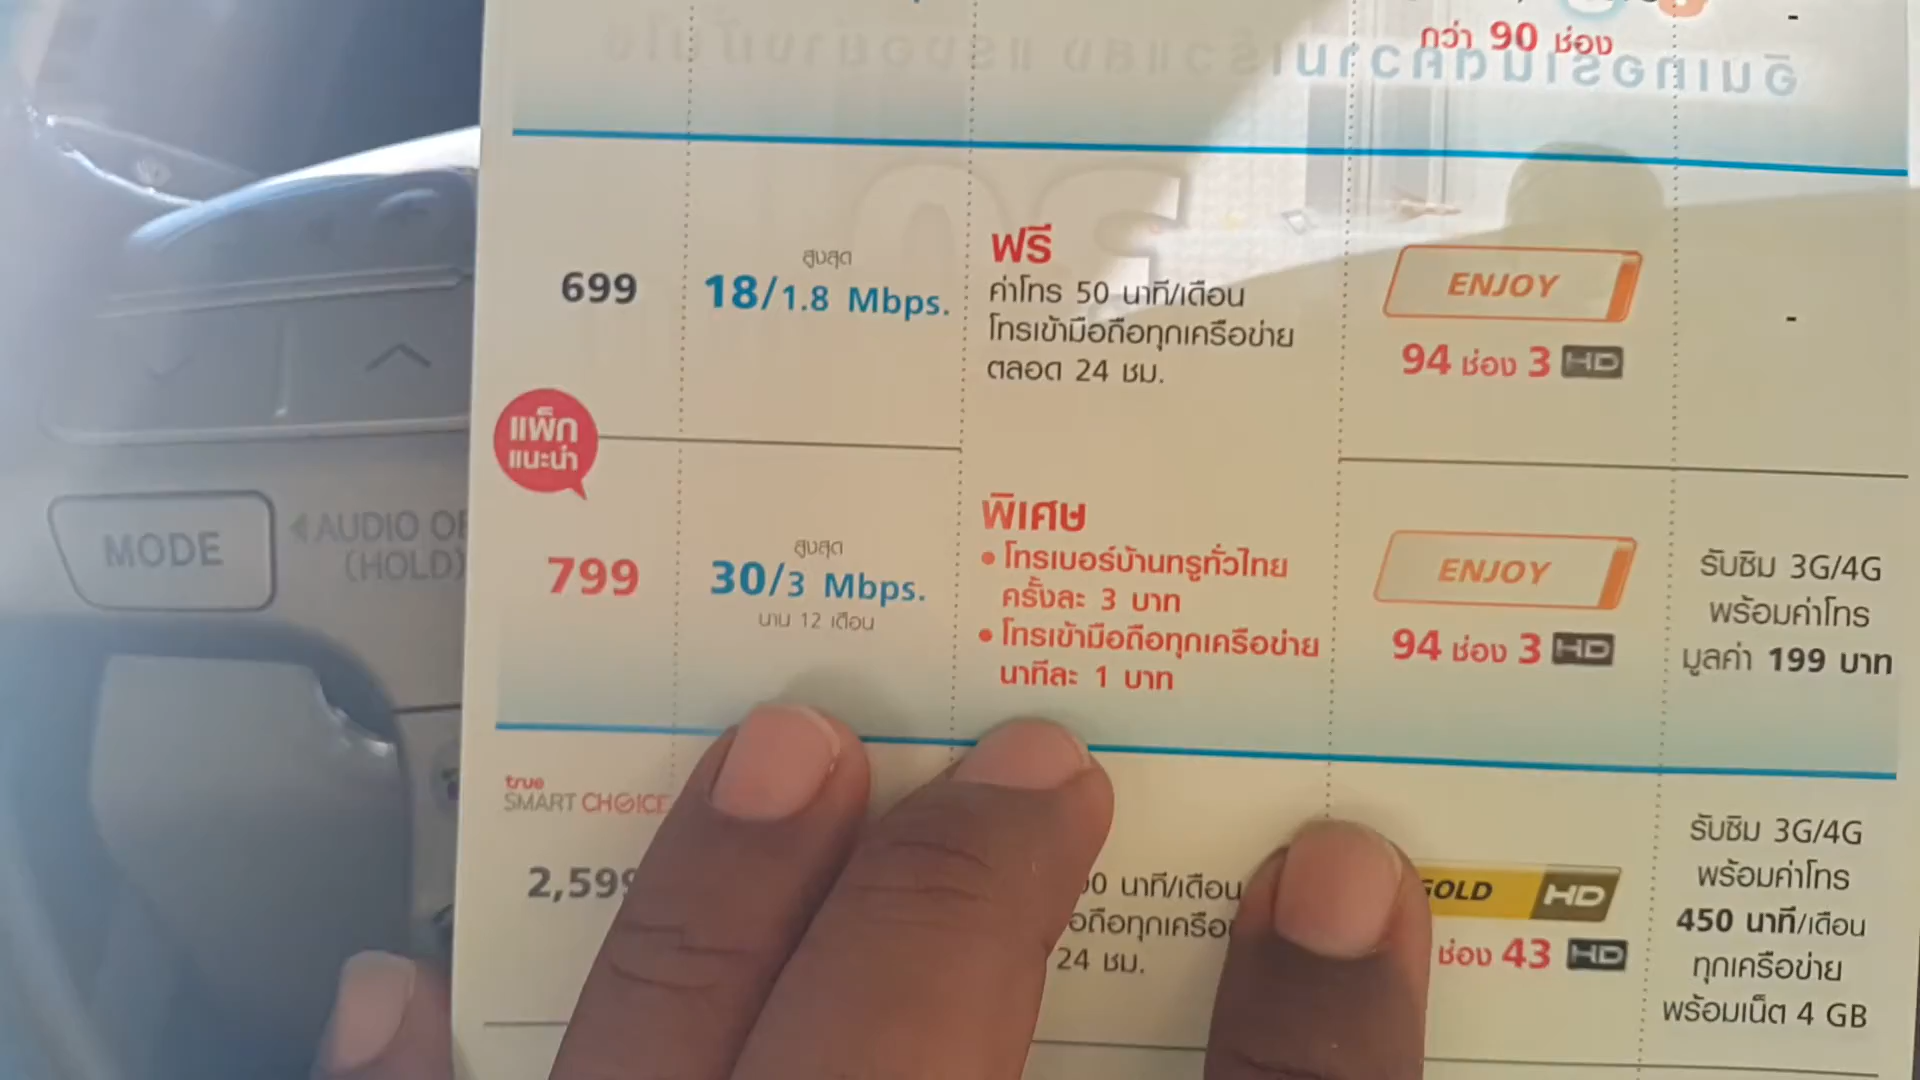 กว่า 90 ช่อง
-
699
สูงสุด
18/1.8 Mbps.
ฟรี
ค่าโทร 50 นาที/เดือน
โทรเข้ามือถือทุกเครือข่าย
ตลอด 24 ชม.
ENJOY
94 ช่อง 3 HD
-
แพ็ก
แนะนำ
799
สูงสุด
30/3 Mbps.
นาน 12 เดือน
พิเศษ
• โทรเบอร์บ้านทรูทั่วไทย
ครั้งละ 3 บาท
• โทรเข้ามือถือทุกเครือข่าย
นาทีละ 1 บาท
ENJOY
94 ช่อง 3 HD
รับซิม 3G/4G
พร้อมค่าโทร
มูลค่า 199 บาท
true
SMART CHOICE
2,599
นาที/เดือน
24 ชม.
GOLD HD
ช่อง 43 HD
รับซิม 3G/4G
พร้อมค่าโทร
450 นาที/เดือน
ทุกเครือข่าย
พร้อมเน็ต 4 GB
MODE
AUDIO
(HOLD)